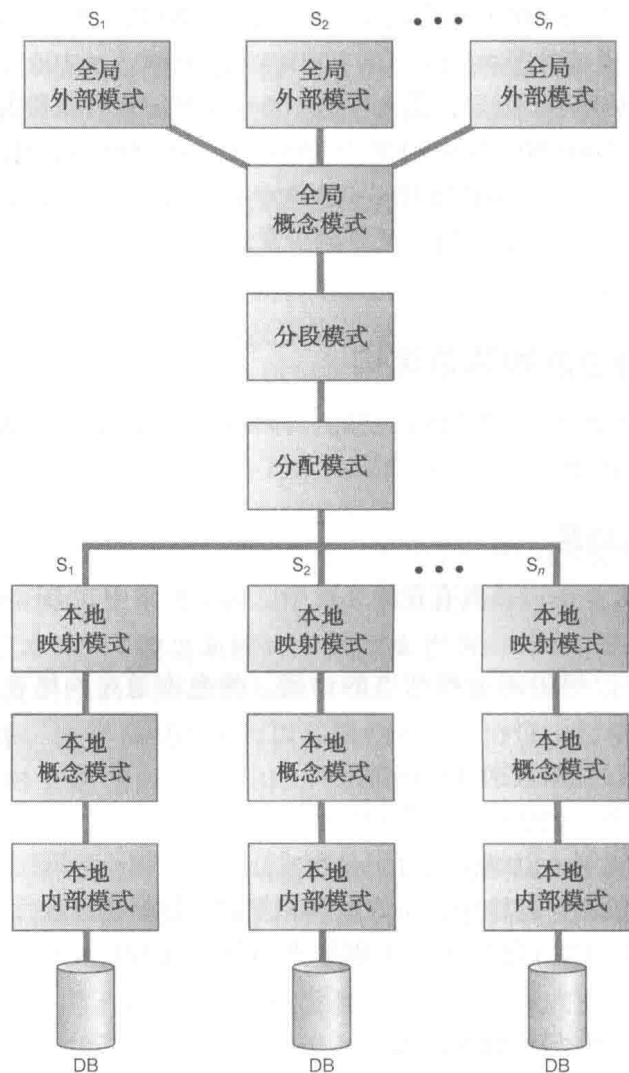 S1
S2
• • •
Sn
全局
外部模式
全局
外部模式
全局
外部模式
全局
概念模式
分段模式
分配模式
S1
S2
• • •
Sn
本地
映射模式
本地
映射模式
本地
映射模式
本地
概念模式
本地
概念模式
本地
概念模式
本地
内部模式
本地
内部模式
本地
内部模式
DB
DB
DB